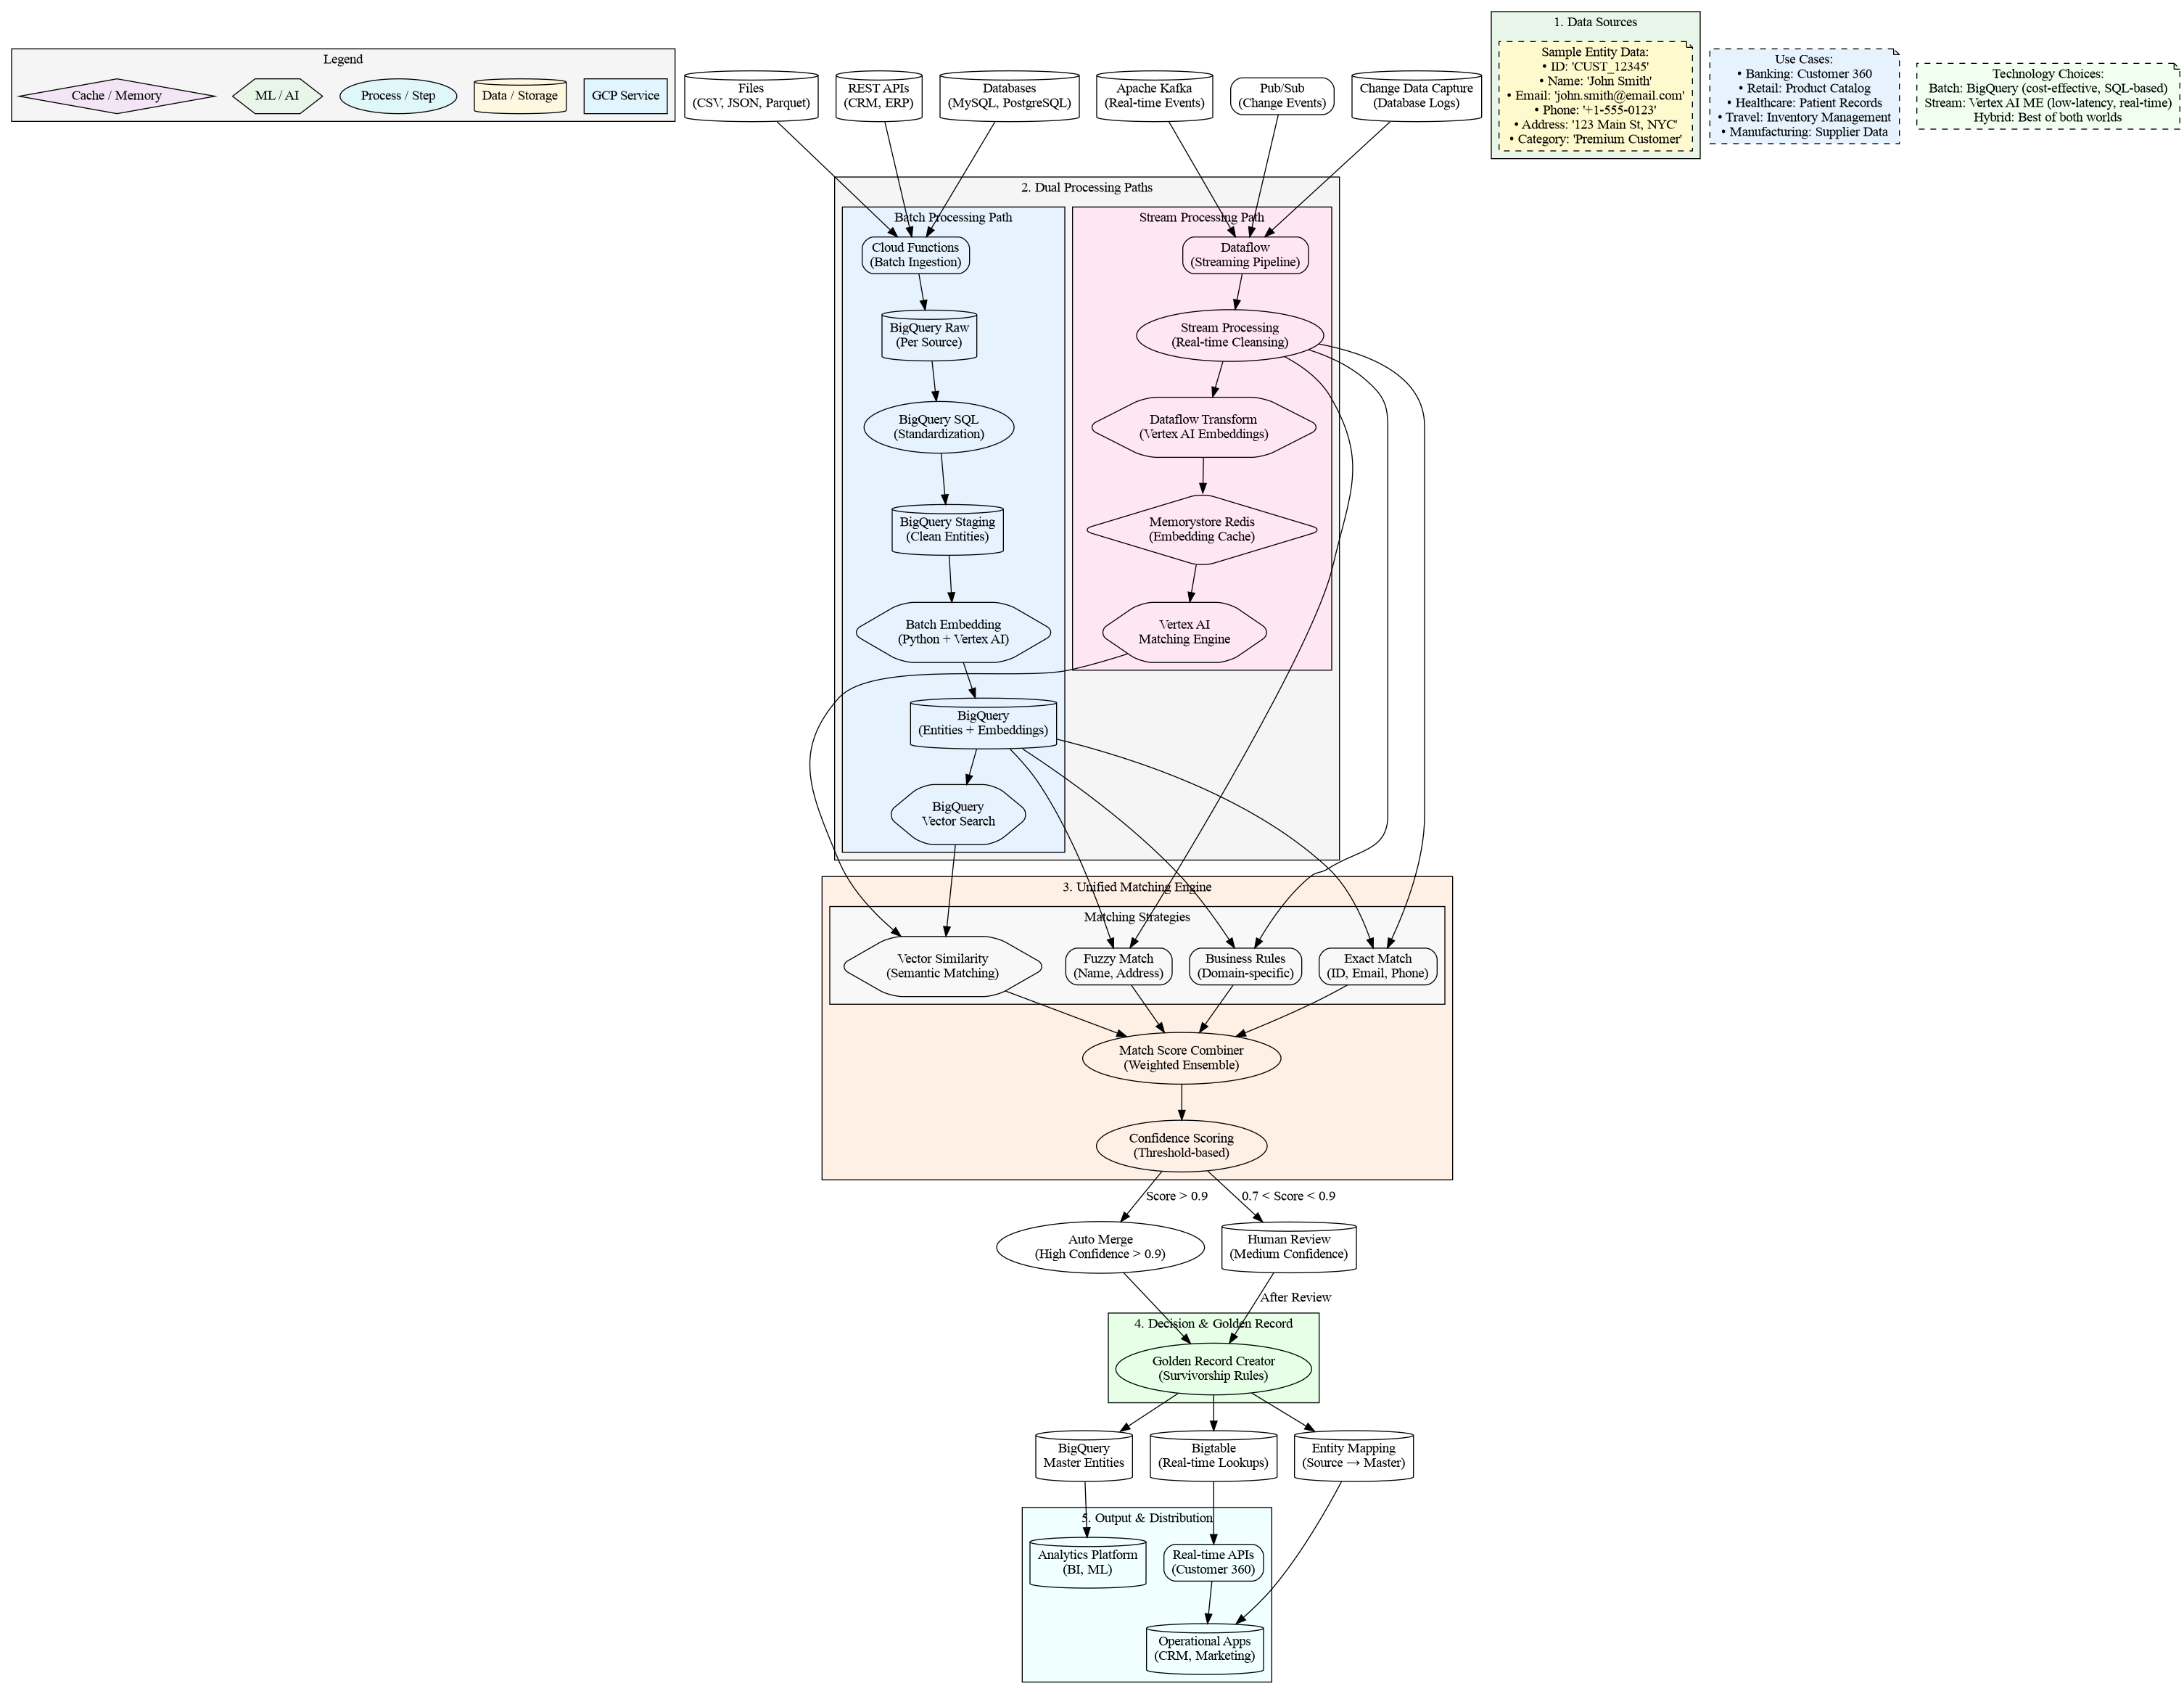 Legend
Cache / Memory
ML / AI
Process / Step
Data / Storage
GCP Service
Files
(CSV, JSON, Parquet)
REST APIs
(CRM, ERP)
Databases
(MySQL, PostgreSQL)
Apache Kafka
(Real-time Events)
Pub/Sub
(Change Events)
Change Data Capture
(Database Logs)
1. Data Sources
Sample Entity Data:
• ID: 'CUST_12345'
• Name: 'John Smith'
• Email: 'john.smith@email.com'
• Phone: '+1-555-0123'
• Address: '123 Main St, NYC'
• Category: 'Premium Customer'
Use Cases:
• Banking: Customer 360
• Retail: Product Catalog
• Healthcare: Patient Records
• Travel: Inventory Management
• Manufacturing: Supplier Data
Technology Choices:
Batch: BigQuery (cost-effective, SQL-based)
Stream: Vertex AI ME (low-latency, real-time)
Hybrid: Best of both worlds
2. Dual Processing Paths
Batch Processing Path
Cloud Functions
(Batch Ingestion)
BigQuery Raw
(Per Source)
BigQuery SQL
(Standardization)
BigQuery Staging
(Clean Entities)
Batch Embedding
(Python + Vertex AI)
BigQuery
(Entities + Embeddings)
BigQuery
Vector Search
Stream Processing Path
Dataflow
(Streaming Pipeline)
Stream Processing
(Real-time Cleansing)
Dataflow Transform
(Vertex AI Embeddings)
Memorystore Redis
(Embedding Cache)
Vertex AI
Matching Engine
3. Unified Matching Engine
Matching Strategies
Vector Similarity
(Semantic Matching)
Fuzzy Match
(Name, Address)
Business Rules
(Domain-specific)
Exact Match
(ID, Email, Phone)
Match Score Combiner
(Weighted Ensemble)
Confidence Scoring
(Threshold-based)
Score > 0.9
0.7 < Score < 0.9
Auto Merge
(High Confidence > 0.9)
Human Review
(Medium Confidence)
After Review
4. Decision & Golden Record
Golden Record Creator
(Survivorship Rules)
BigQuery
Master Entities
Bigtable
(Real-time Lookups)
Entity Mapping
(Source → Master)
5. Output & Distribution
Analytics Platform
(BI, ML)
Real-time APIs
(Customer 360)
Operational Apps
(CRM, Marketing)